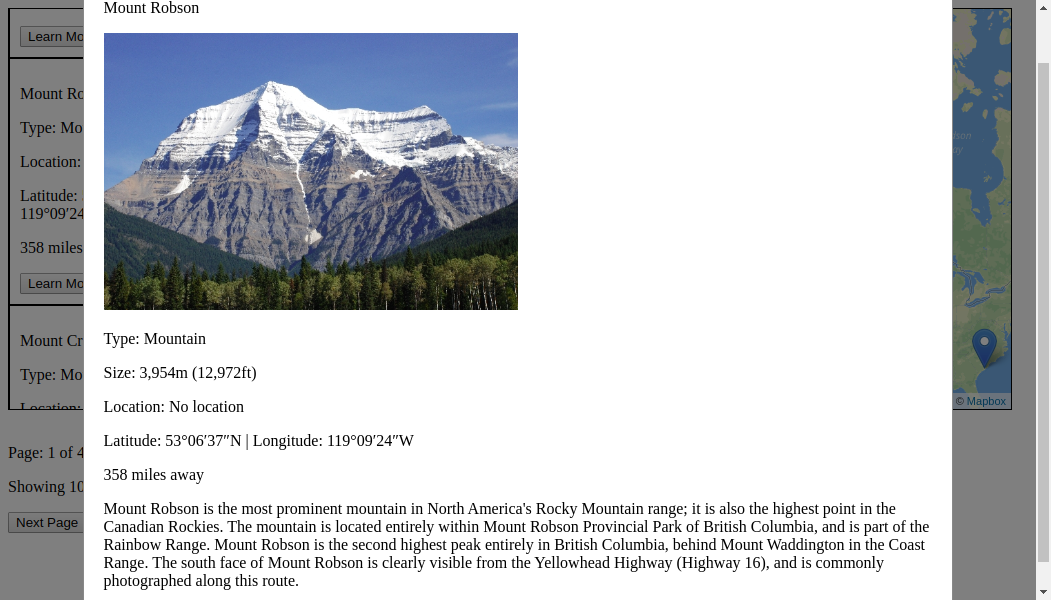 Mount Robson
Learn Mo
Mount Ro
Type: Mo
Location:
Latitude:
119°09′24
358 miles
Learn Mo
Mount Cr
Type: Mo
Location:
Page: 1 of 4
Showing 10
Next Page
Type: Mountain
Size: 3,954m (12,972ft)
Location: No location
Latitude: 53°06′37″N | Longitude: 119°09′24″W
358 miles away
Mount Robson is the most prominent mountain in North America's Rocky Mountain range; it is also the highest point in the
Canadian Rockies. The mountain is located entirely within Mount Robson Provincial Park of British Columbia, and is part of the
Rainbow Range. Mount Robson is the second highest peak entirely in British Columbia, behind Mount Waddington in the Coast
Range. The south face of Mount Robson is clearly visible from the Yellowhead Highway (Highway 16), and is commonly
photographed along this route.
dson
ay
© Mapbox